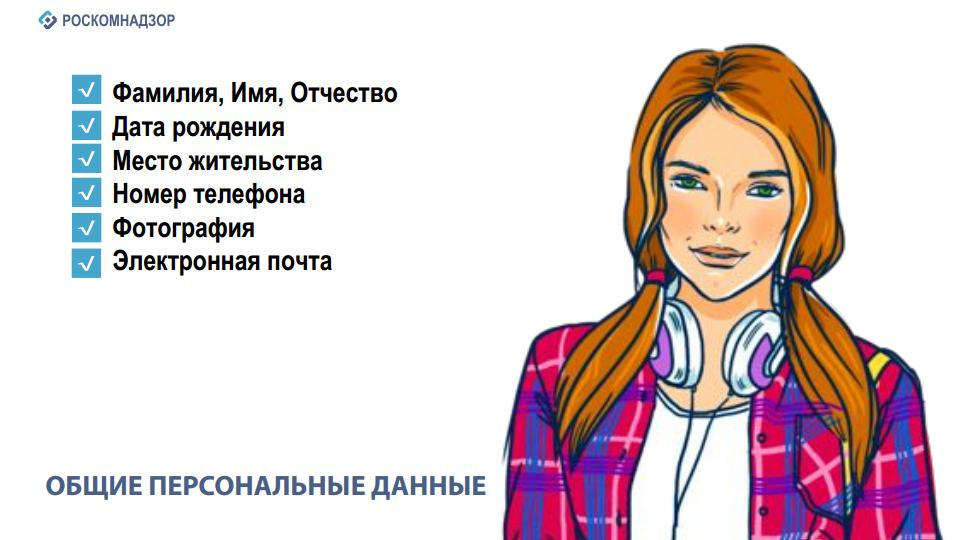 РОСКОМНАДЗОР
Фамилия, Имя, Отчество
Дата рождения
Место жительства
Номер телефона
Фотография
Электронная почта
ОБЩИЕ ПЕРСОНАЛЬНЫЕ ДАННЫЕ